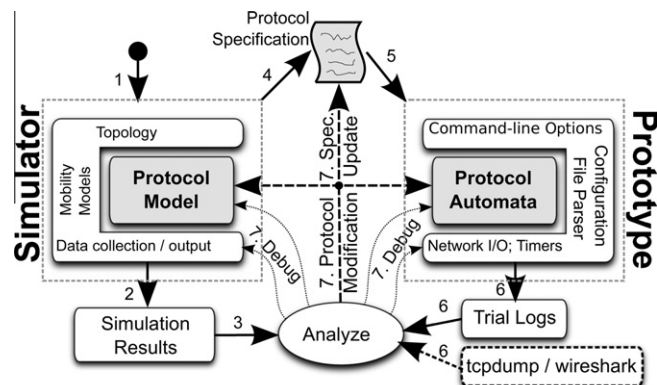 Protocol
Specification
1
4
5
Simulator
Topology
Mobility
Models
Protocol
Model
Data collection / output
7. Spec.
Update
7. Protocol
Modification
7. Debug
7. Debug
Prototype
Command-line Options
Configuration
File Parser
Protocol
Automata
Network I/O; Timers
2
3
6
6
6
Simulation
Results
Analyze
Trial Logs
tcpdump / wireshark